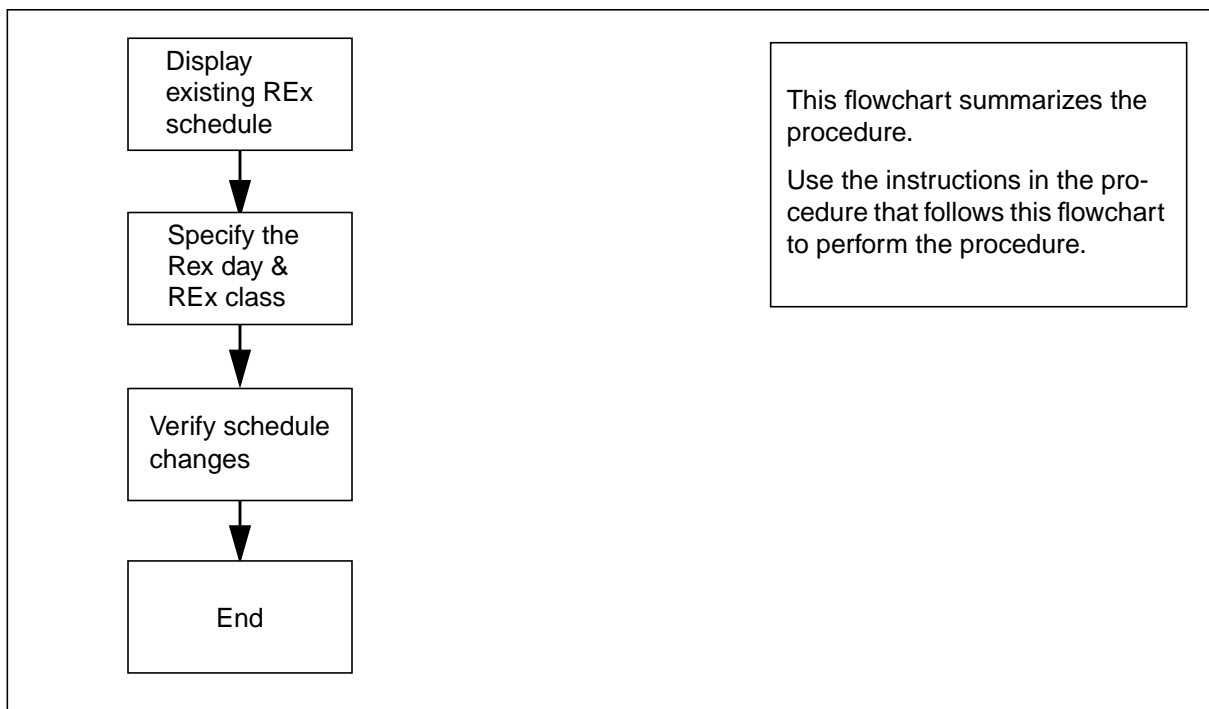 Display
existing REx
schedule
Specify the
Rex day &
REx class
Verify schedule
changes
End
This flowchart summarizes the
procedure.
Use the instructions in the pro-
cedure that follows this flowchart
to perform the procedure.